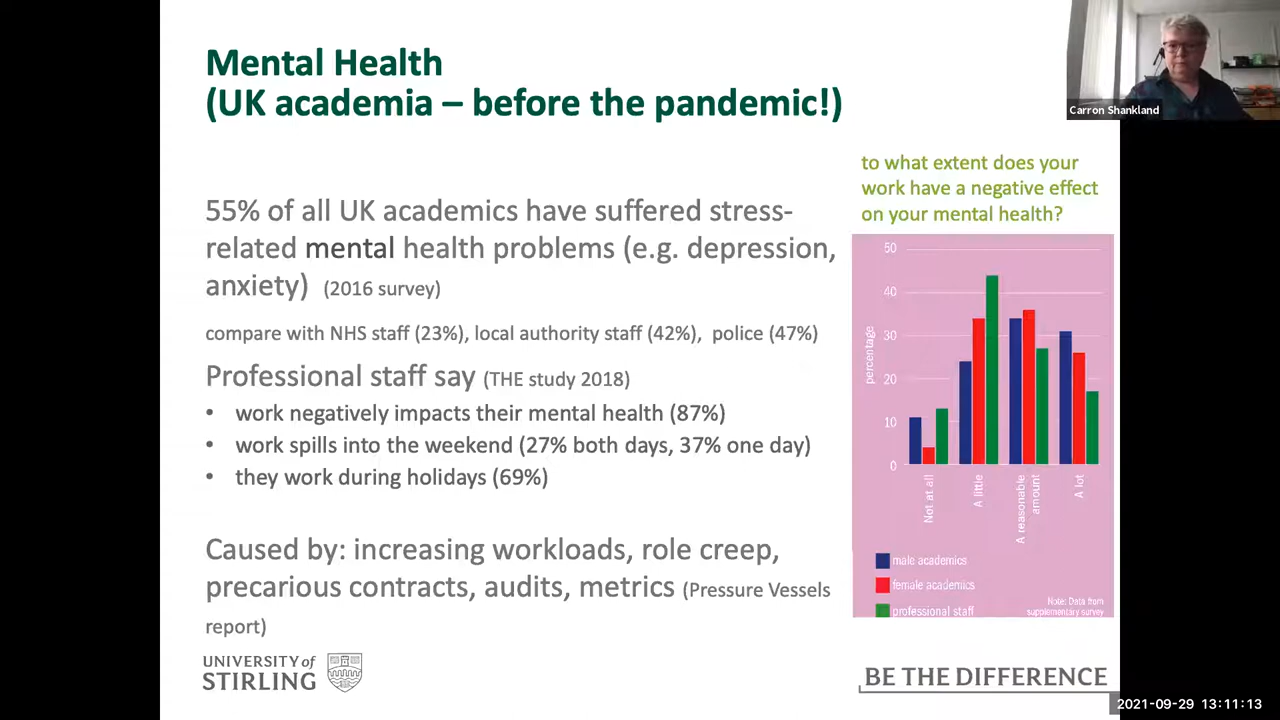 Mental Health
(UK academia – before the pandemic!)
Carron Shankland
55% of all UK academics have suffered stress-
related mental health problems (e.g. depression,
anxiety) (2016 survey)
compare with NHS staff (23%), local authority staff (42%), police (47%)
Professional staff say (THE study 2018)
• work negatively impacts their mental health (87%)
• work spills into the weekend (27% both days, 37% one day)
• they work during holidays (69%)
Caused by: increasing workloads, role creep,
precarious contracts, audits, metrics (Pressure Vessels
report)
to what extent does your
work have a negative effect
on your mental health?
percentage
50
40
30
20
10
0
Not at all
A little
A reasonable
amount
A lot
male academics
female academics
professional staff
Note: Data from
supplementary survey
UNIVERSITY of
STIRLING
BE THE DIFFERENCE
2021-09-29 13:11:13